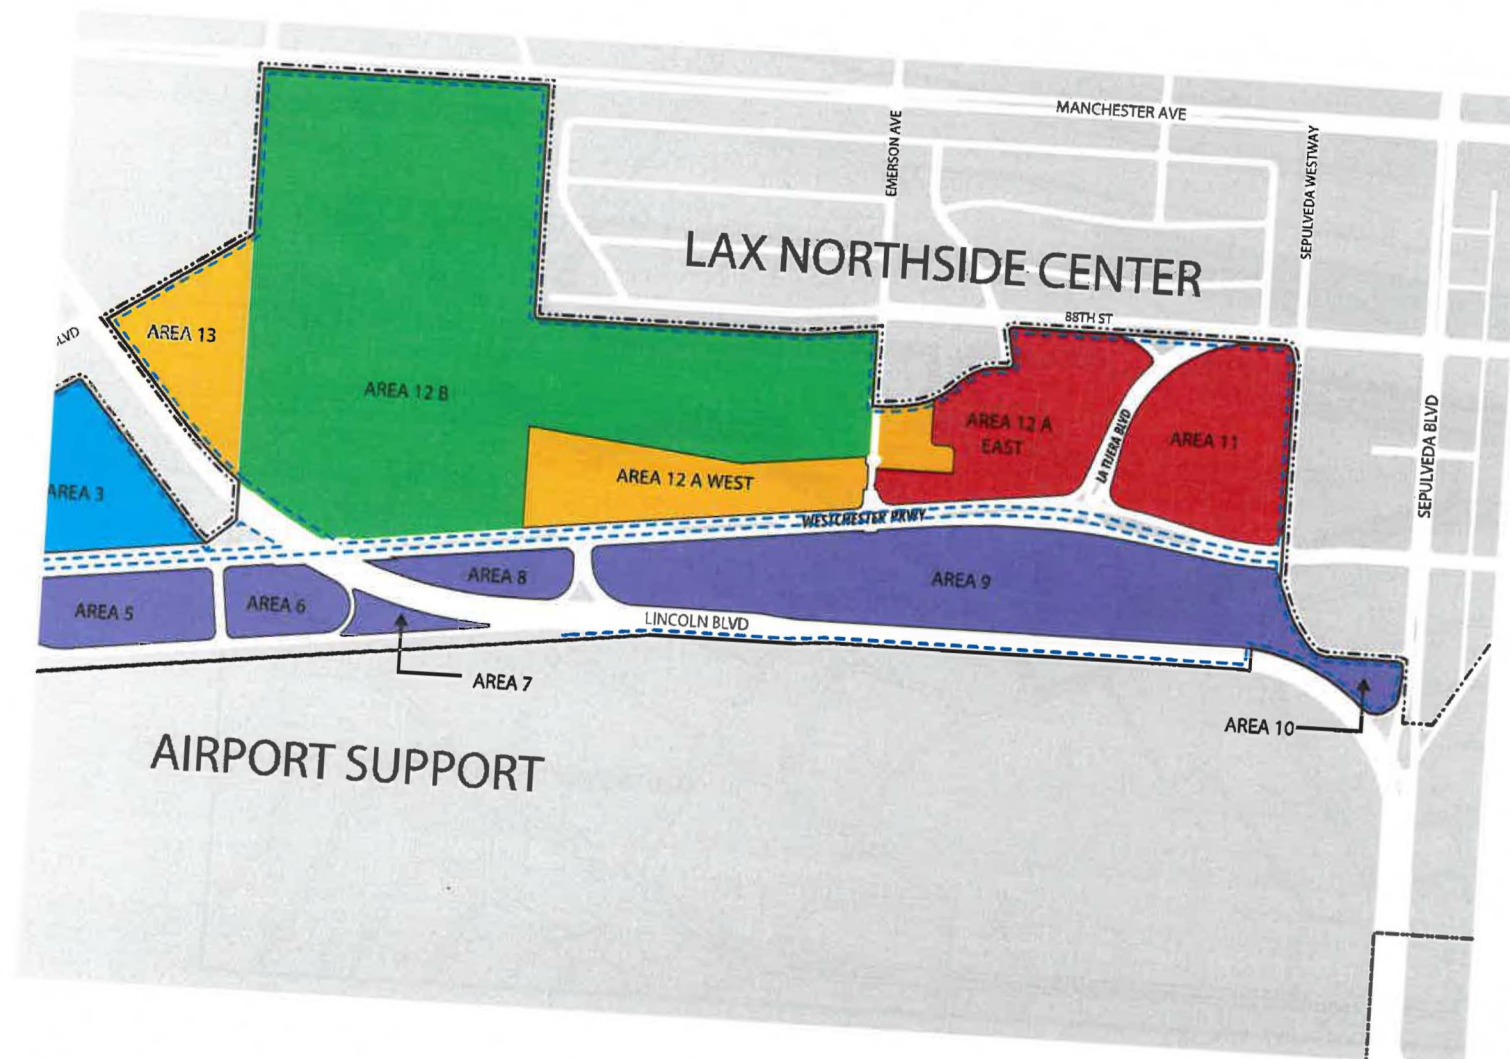 MANCHESTER AVE
EMERSON AVE
SEPULVEDA WESTWAY
LAX NORTHSIDE CENTER
88TH ST
BLVD
AREA 13
AREA 12 B
AREA 12 A
EAST
LA TIJERA BLVD
AREA 11
SEPULVEDA BLVD
AREA 3
AREA 12 A WEST
WESTCHESTER PKWY
AREA 8
AREA 9
AREA 5
AREA 6
LINCOLN BLVD
AREA 7
AREA 10
AIRPORT SUPPORT